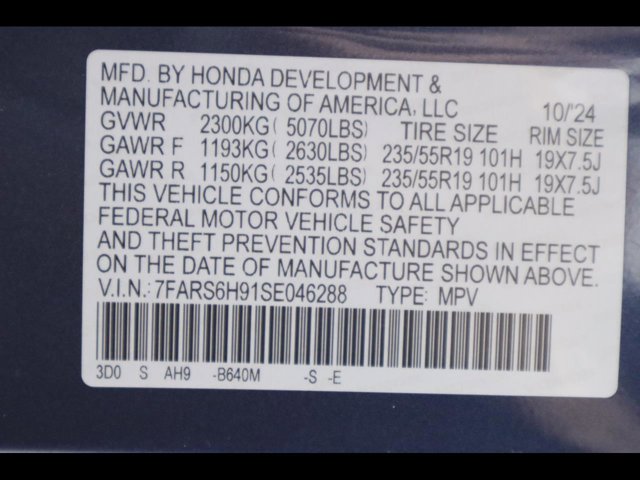 MFD. BY HONDA DEVELOPMENT &
MANUFACTURING OF AMERICA, LLC 10/'24
GVWR 2300KG ( 5070LBS) TIRE SIZE RIM SIZE
GAWR F 1193KG ( 2630LBS) 235/55R19 101H 19X7.5J
GAWR R 1150KG ( 2535LBS) 235/55R19 101H 19X7.5J
THIS VEHICLE CONFORMS TO ALL APPLICABLE
FEDERAL MOTOR VEHICLE SAFETY
AND THEFT PREVENTION STANDARDS IN EFFECT
ON THE DATE OF MANUFACTURE SHOWN ABOVE.
V.I.N.: 7FARS6H91SE046288 TYPE: MPV
3D0 S AH9 -B640M -S -E